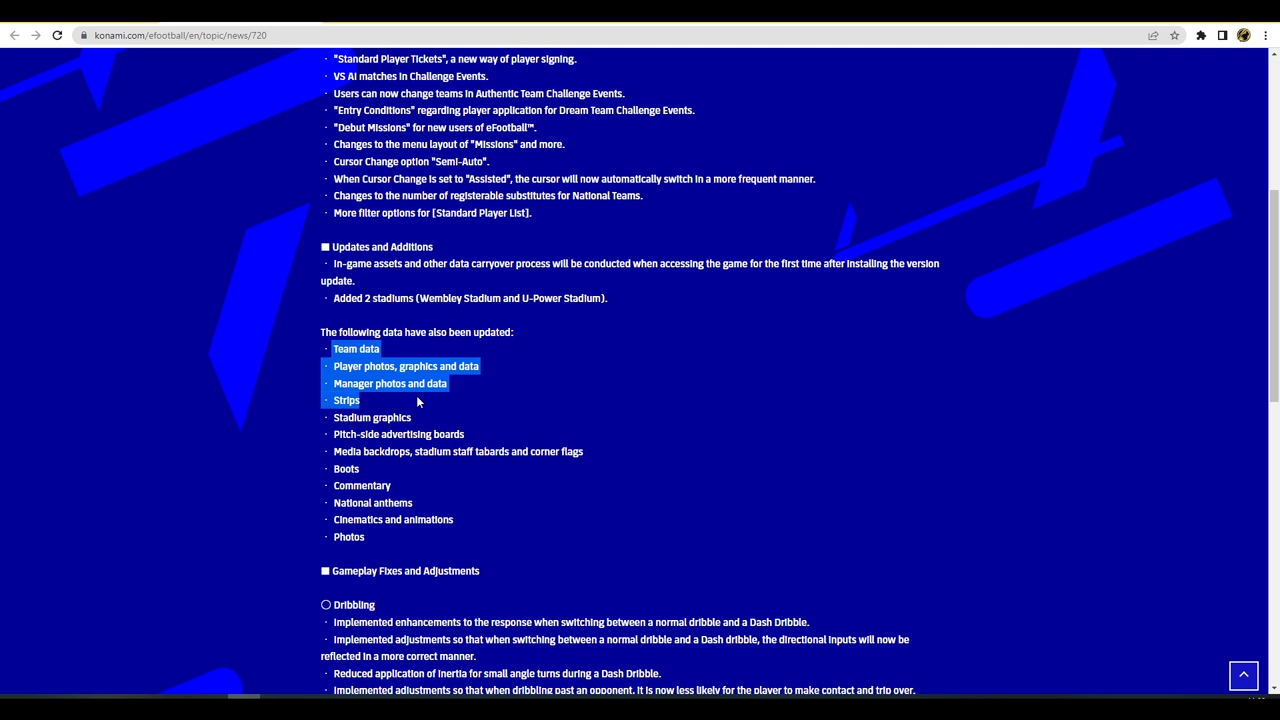 konami.com/efootball/en/topic/news/720
· "Standard Player Tickets", a new way of player signing.
· VS AI matches in Challenge Events.
· Users can now change teams in Authentic Team Challenge Events.
· "Entry Conditions" regarding player application for Dream Team Challenge Events.
· "Debut Missions" for new users of eFootball™.
· Changes to the menu layout of "Missions" and more.
· Cursor Change option "Semi-Auto".
· When Cursor Change is set to "Assisted", the cursor will now automatically switch in a more frequent manner.
· Changes to the number of registerable substitutes for National Teams.
· More filter options for [Standard Player List].
■ Updates and Additions
· In-game assets and other data carryover process will be conducted when accessing the game for the first time after installing the version
update.
· Added 2 stadiums (Wembley Stadium and U-Power Stadium).
The following data have also been updated:
· Team data
· Player photos, graphics and data
· Manager photos and data
· Strips
· Stadium graphics
· Pitch-side advertising boards
· Media backdrops, stadium staff tabards and corner flags
· Boots
· Commentary
· National anthems
· Cinematics and animations
· Photos
■ Gameplay Fixes and Adjustments
○ Dribbling
· Implemented enhancements to the response when switching between a normal dribble and a Dash Dribble.
· Implemented adjustments so that when switching between a normal dribble and a Dash dribble, the directional inputs will now be
reflected in a more correct manner.
· Reduced application of inertia for small angle turns during a Dash Dribble.
· Implemented adjustments so that when dribbling past an opponent, it is now less likely for the player to make contact and trip over.